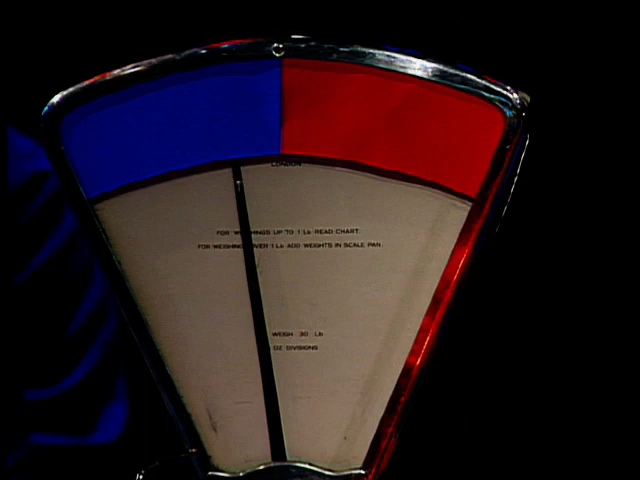 LONDON
FOR WEIGHINGS UP TO 1 Lb READ CHART.
FOR WEIGHING OVER 1 Lb ADD WEIGHTS IN SCALE PAN
WEIGH 30 Lb
OZ DIVISIONS